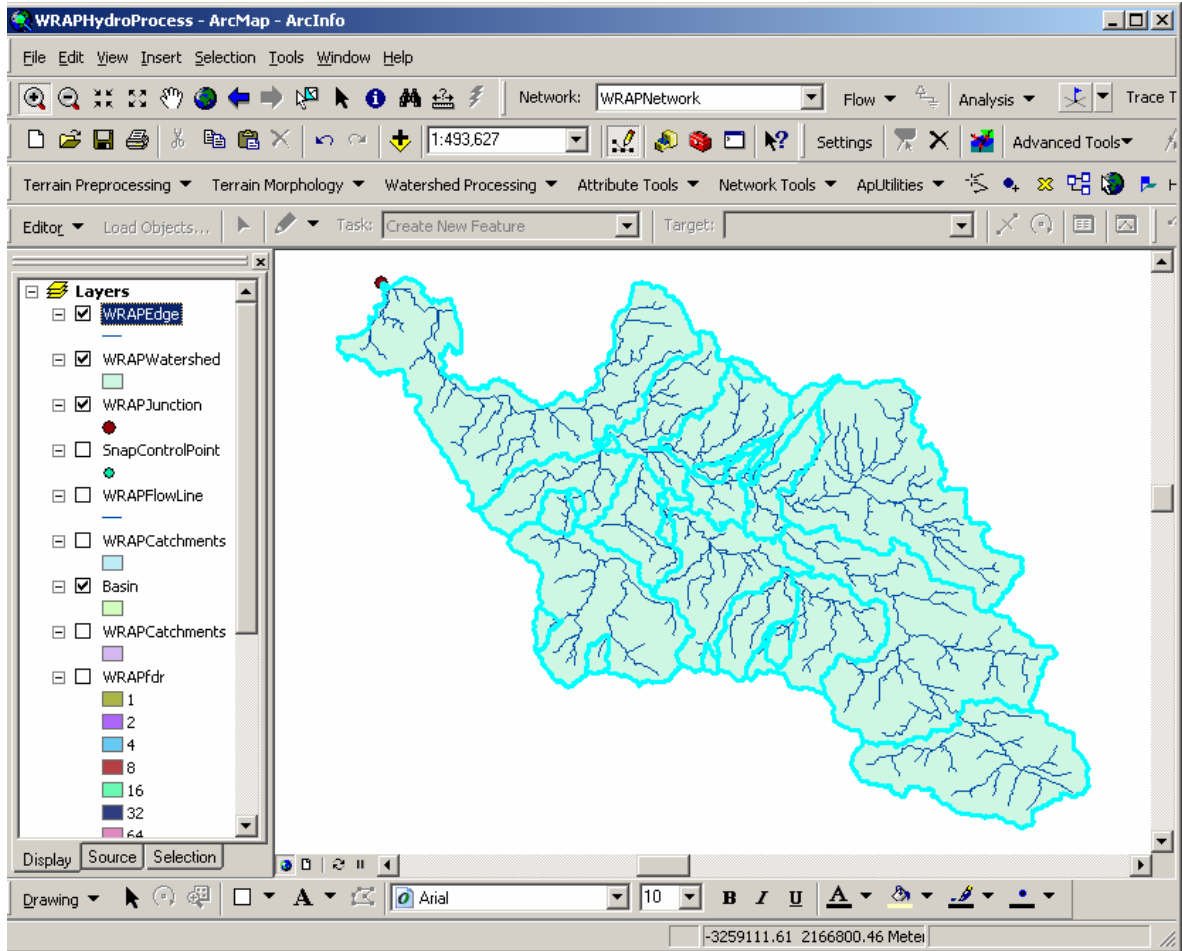 WRAPHydroProcess - ArcMap - ArcInfo
File Edit View Insert Selection Tools Window Help
Network: WRAPNetwork Flow Analysis Trace T
1:493,627 Settings Advanced Tools
Terrain Preprocessing Terrain Morphology Watershed Processing Attribute Tools Network Tools ApUtilities H
Editor Load Objects... Task: Create New Feature Target:
Layers
WRAPEdge
WRAPWatershed
WRAPJunction
SnapControlPoint
WRAPFlowLine
WRAPCatchments
Basin
WRAPCatchments
WRAPfdr
1
2
4
8
16
32
64
Display Source Selection
Drawing A Arial 10 B I U A
-3259111.61 2166800.46 Meter